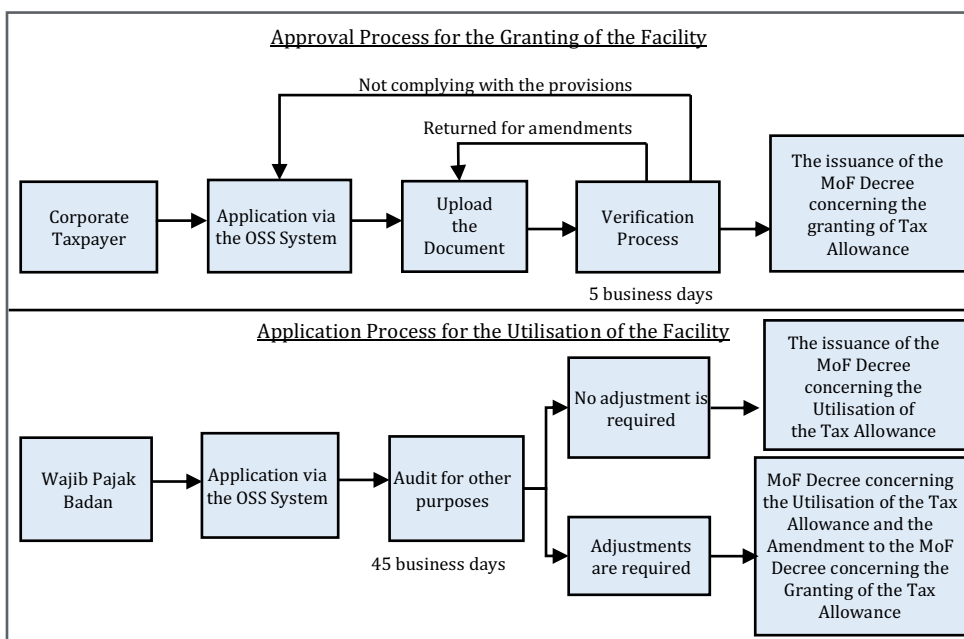 Approval Process for the Granting of the Facility
Not complying with the provisions
Returned for amendments
Corporate
Taxpayer
Application via
the OSS System
Upload
the
Document
Verification
Process
The issuance of the
MoF Decree
concerning the
granting of Tax
Allowance
5 business days
Application Process for the Utilisation of the Facility
Wajib Pajak
Badan
Application via
the OSS System
Audit for other
purposes
45 business days
No adjustment is
required
The issuance of the
MoF Decree
concerning the
Utilisation of
the Tax Allowance
Adjustments
are required
MoF Decree concerning
the Utilisation of the Tax
Allowance and the
Amendment to the MoF
Decree concerning the
Granting of the Tax
Allowance